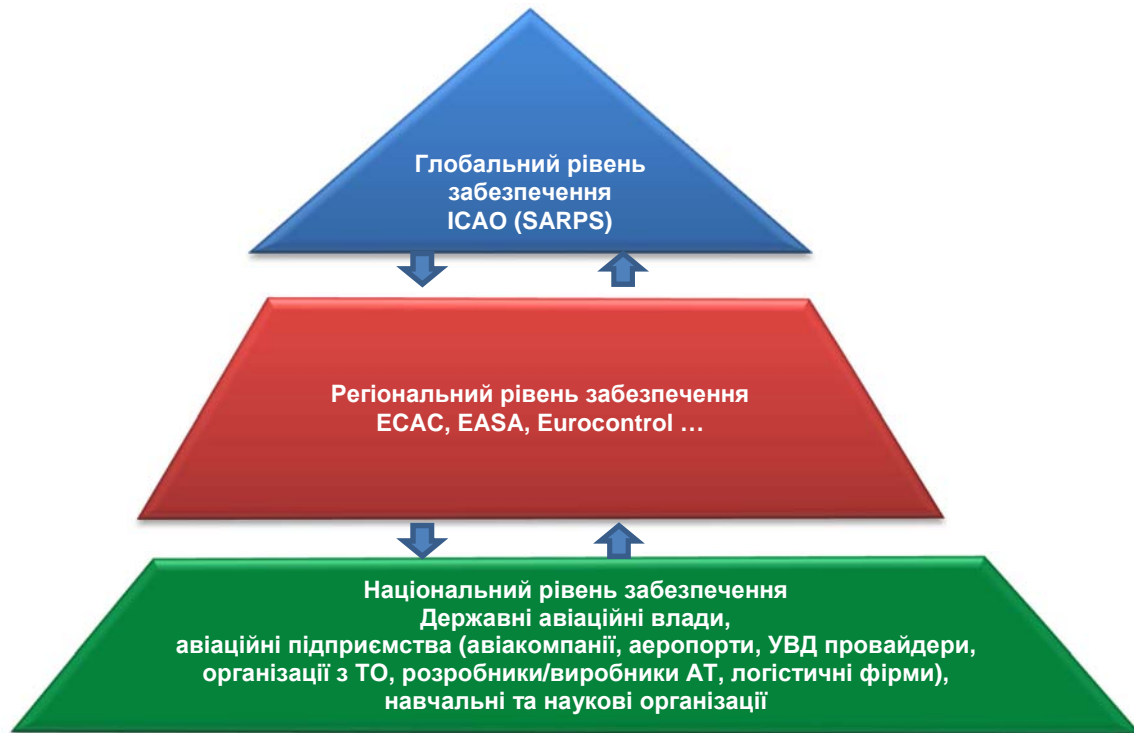 Глобальний рівень
забезпечення
ICAO (SARPS)
Регіональний рівень забезпечення
ECAC, EASA, Eurocontrol ...
Національний рівень забезпечення
Державні авіаційні влади,
авіаційні підприємства (авіакомпанії, аеропорти, УВД провайдери,
організації з ТО, розробники/виробники АТ, логістичні фірми),
навчальні та наукові організації